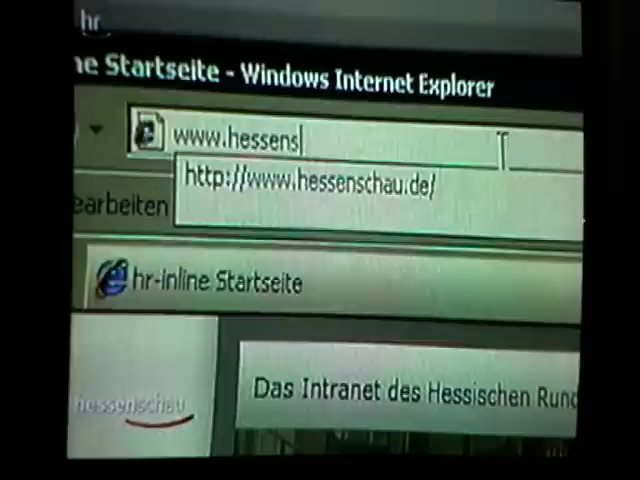 hr
ne Startseite - Windows Internet Explorer
www.hessens
http://www.hessenschau.de/
earbeiten
hr-inline Startseite
Das Intranet des Hessischen Rund
hessenschau